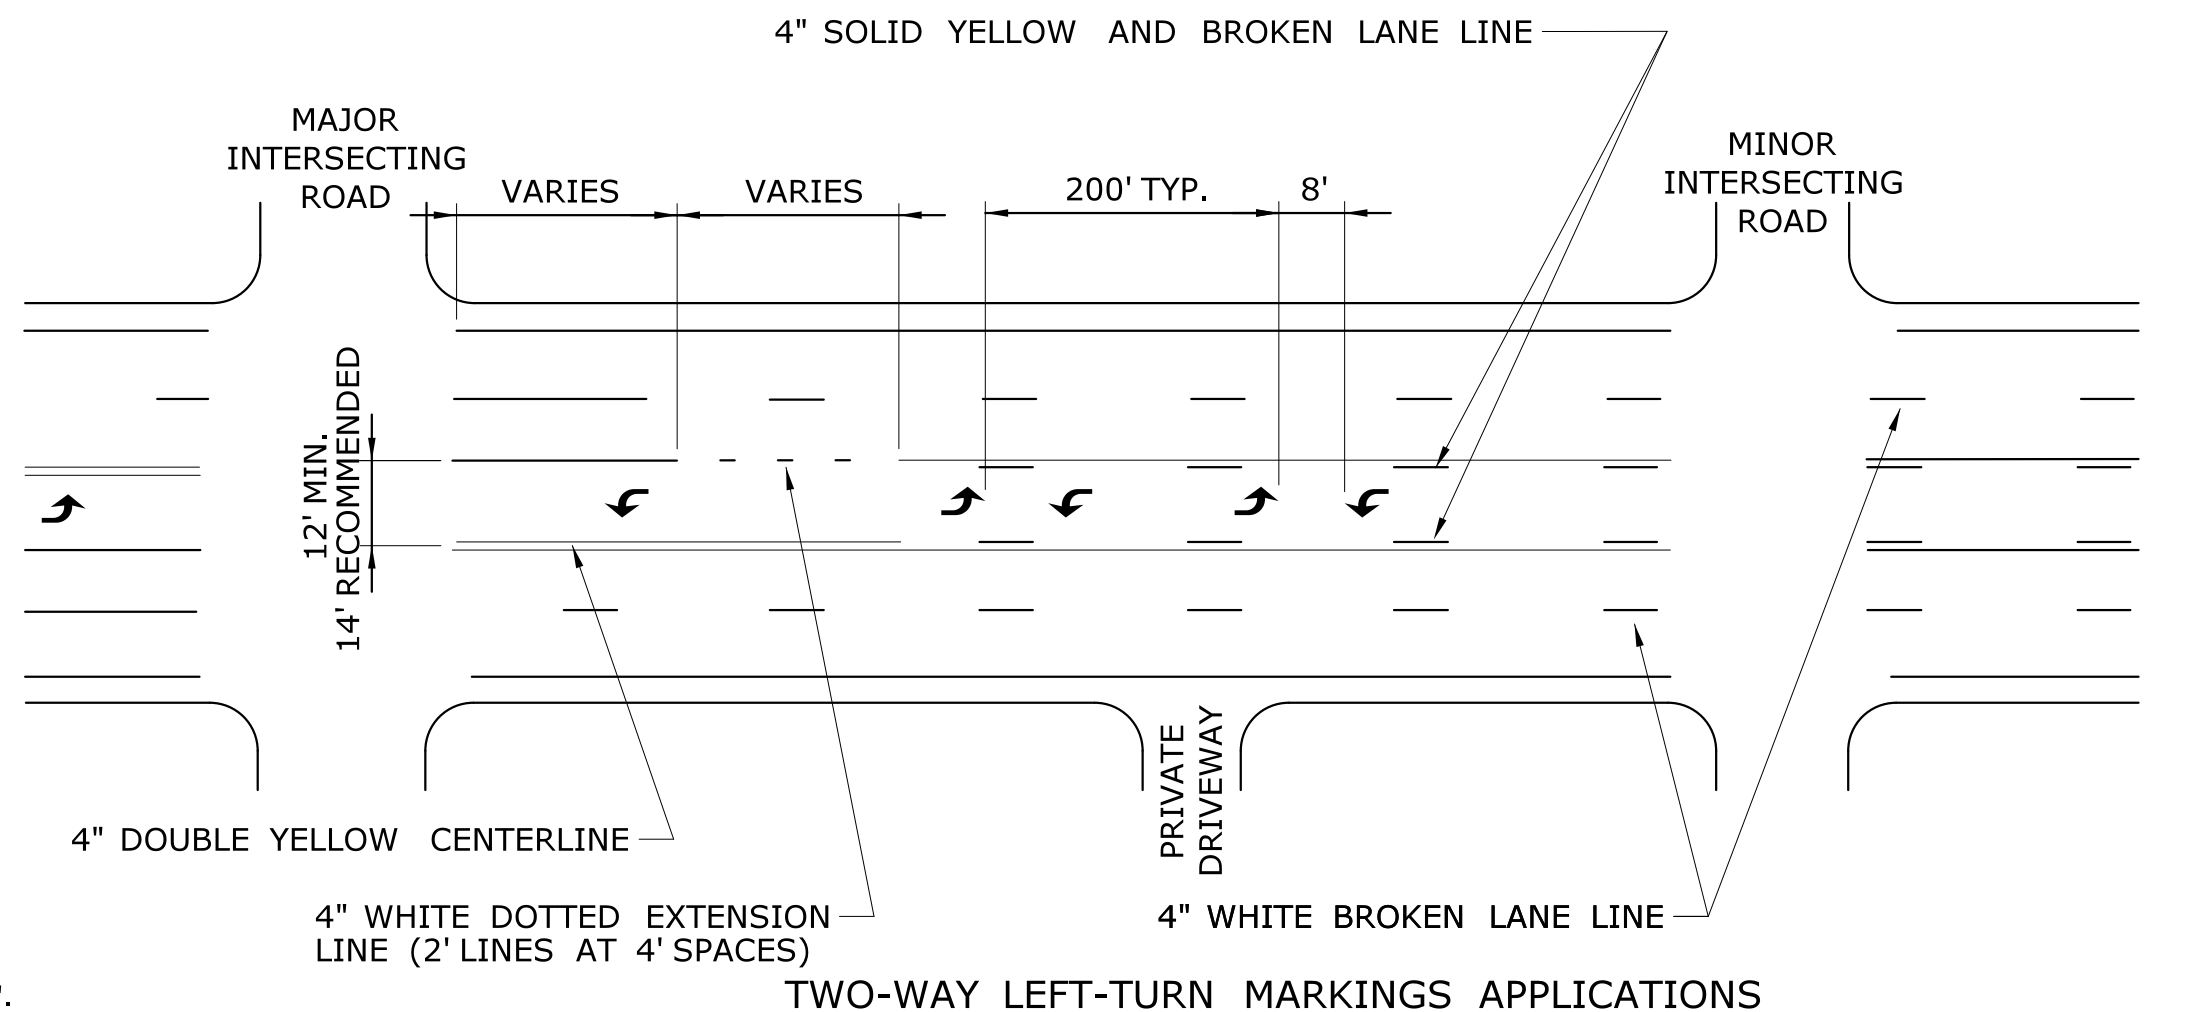 4" SOLID YELLOW AND BROKEN LANE LINE
MAJOR
INTERSECTING
ROAD
MINOR
INTERSECTING
ROAD
VARIES
VARIES
200' TYP.
8'
12' MIN.
14' RECOMMENDED
PRIVATE
DRIVEWAY
4" DOUBLE YELLOW CENTERLINE
4" WHITE DOTTED EXTENSION
LINE (2' LINES AT 4' SPACES)
4" WHITE BROKEN LANE LINE
TWO-WAY LEFT-TURN MARKINGS APPLICATIONS